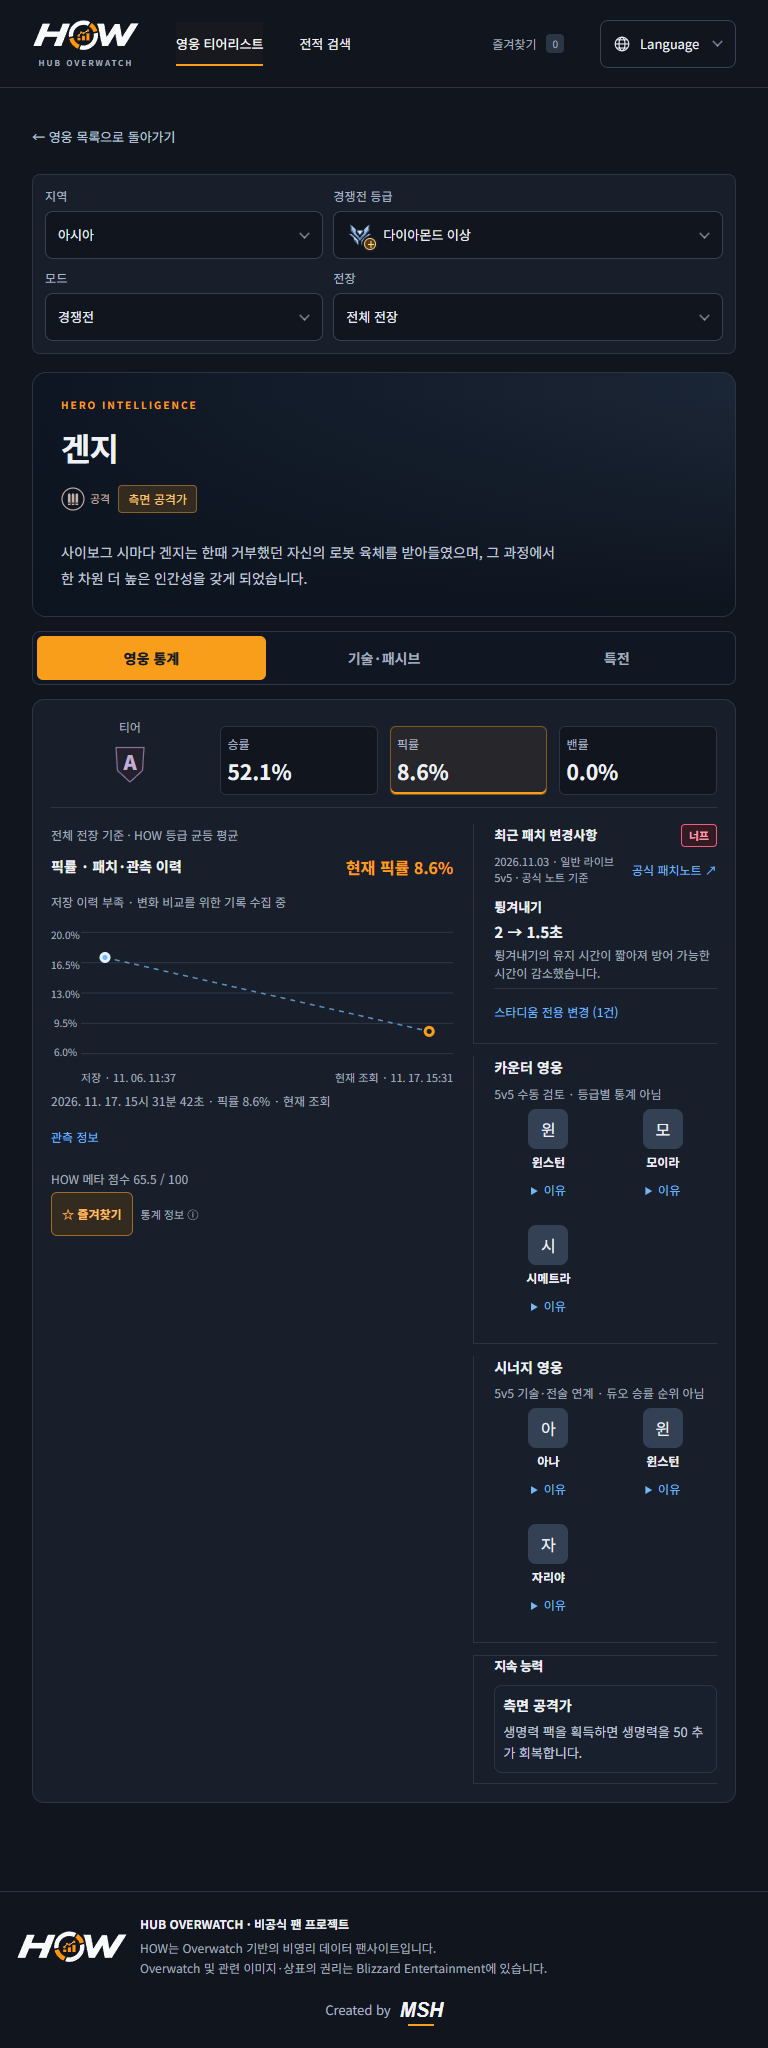 HOW
HUB OVERWATCH
영웅 티어리스트
전적 검색
즐겨찾기 0
Language
← 영웅 목록으로 돌아가기
지역
아시아
경쟁전 등급
다이아몬드 이상
모드
경쟁전
전장
전체 전장
HERO INTELLIGENCE
겐지
공격
측면 공격가
사이보그 시마다 겐지는 한때 거부했던 자신의 로봇 육체를 받아들였으며, 그 과정에서
한 차원 더 높은 인간성을 갖게 되었습니다.
영웅 통계
기술·패시브
특전
티어
A
승률
52.1%
픽률
8.6%
밴률
0.0%
전체 전장 기준 · HOW 등급 균등 평균
픽률 · 패치·관측 이력
현재 픽률 8.6%
저장 이력 부족 · 변화 비교를 위한 기록 수집 중
20.0%
16.5%
13.0%
9.5%
6.0%
저장 · 11. 06. 11:37
현재 조회 · 11. 17. 15:31
2026. 11. 17. 15시 31분 42초 · 픽률 8.6% · 현재 조회
관측 정보
HOW 메타 점수 65.5 / 100
☆ 즐겨찾기
통계 정보 ⓘ
최근 패치 변경사항
너프
2026.11.03 · 일반 라이브
5v5 · 공식 노트 기준
공식 패치노트 ↗
튕겨내기
2 → 1.5초
튕겨내기의 유지 시간이 짧아져 방어 가능한
시간이 감소했습니다.
스타디움 전용 변경 (1건)
카운터 영웅
5v5 수동 검토 · 등급별 통계 아님
윈
윈스턴
▶ 이유
모
모이라
▶ 이유
시
시메트라
▶ 이유
시너지 영웅
5v5 기술·전술 연계 · 듀오 승률 순위 아님
아
아나
▶ 이유
윈
윈스턴
▶ 이유
자
자리야
▶ 이유
지속 능력
측면 공격가
생명력 팩을 획득하면 생명력을 50 추
가 회복합니다.
HOW
HUB OVERWATCH · 비공식 팬 프로젝트
HOW는 Overwatch 기반의 비영리 데이터 팬사이트입니다.
Overwatch 및 관련 이미지·상표의 권리는 Blizzard Entertainment에 있습니다.
Created by MSH